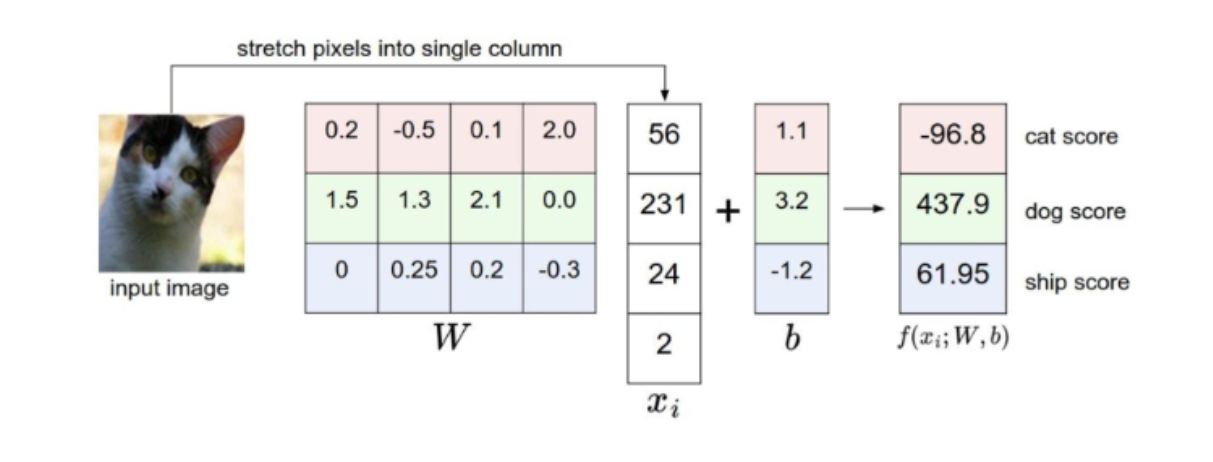 stretch pixels into single column
0.2 -0.5 0.1 2.0 56 1.1 -96.8 cat score
1.5 1.3 2.1 0.0 231 + 3.2 → 437.9 dog score
0 0.25 0.2 -0.3 24 -1.2 61.95 ship score
input image
W 2 b f(xᵢ; W, b)
xᵢ